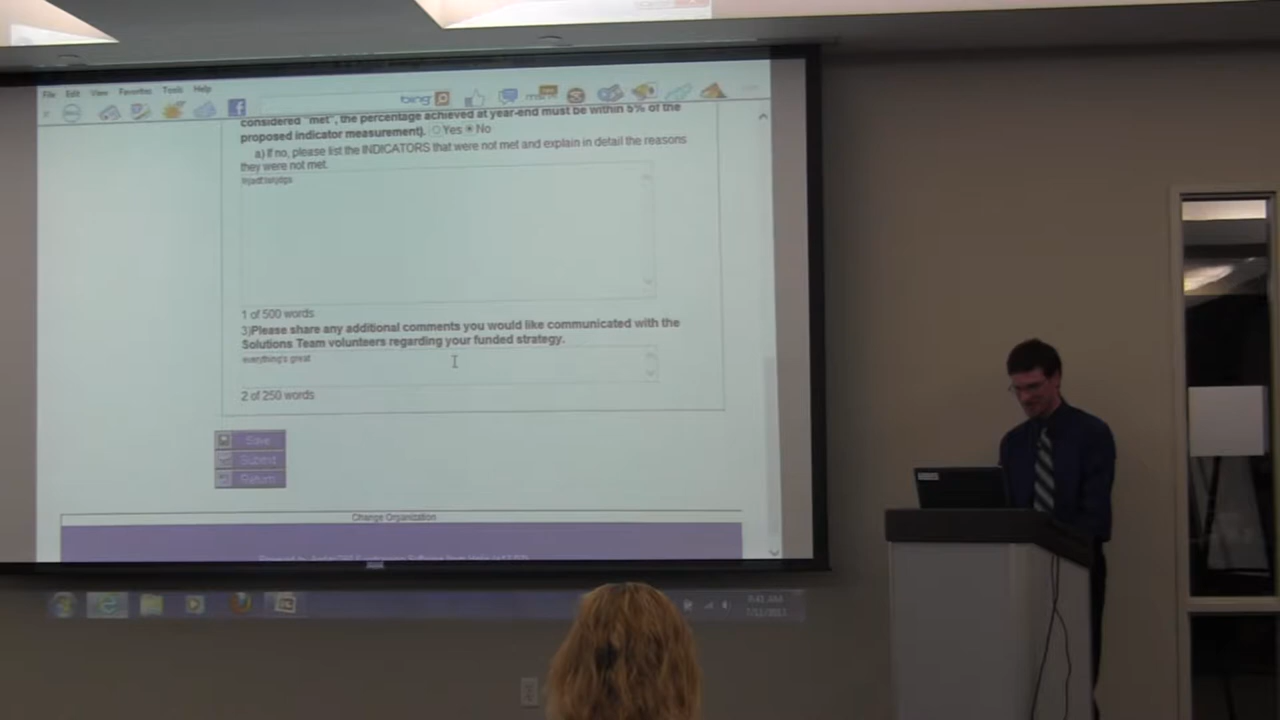 File Edit View Favorites Tools Help
bing
considered "met", the percentage achieved at year-end must be within 5% of the
proposed indicator measurement). Yes No
a) If no, please list the INDICATORS that were not met and explain in detail the reasons
they were not met.
1 of 500 words
3)Please share any additional comments you would like communicated with the
Solutions Team volunteers regarding your funded strategy.
everything's great
2 of 250 words
Save
Submit
Return
Change Organization